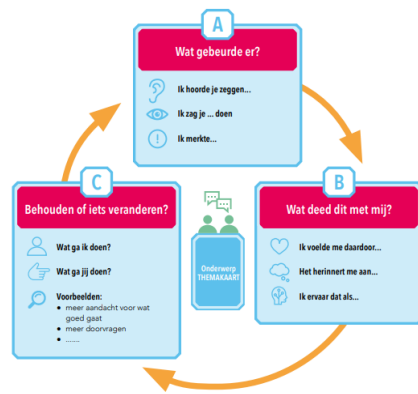 A
Wat gebeurde er?
Ik hoorde je zeggen...
Ik zag je ... doen
Ik merkte...
B
Wat deed dit met mij?
Ik voelde me daardoor...
Het herinnert me aan...
Ik ervaar dat als...
C
Behouden of iets veranderen?
Wat ga ik doen?
Wat ga jij doen?
Voorbeelden:
• meer aandacht voor wat
goed gaat
• meer doorvragen
• .......
Onderwerp
THEMAKAART